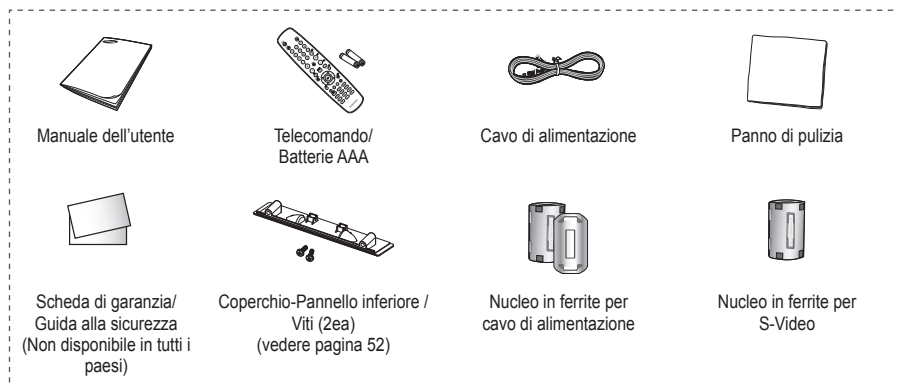 Manuale dell'utente
Telecomando/
Batterie AAA
Cavo di alimentazione
Panno di pulizia
Scheda di garanzia/
Guida alla sicurezza
(Non disponibile in tutti i
paesi)
Coperchio-Pannello inferiore /
Viti (2ea)
(vedere pagina 52)
Nucleo in ferrite per
cavo di alimentazione
Nucleo in ferrite per
S-Video